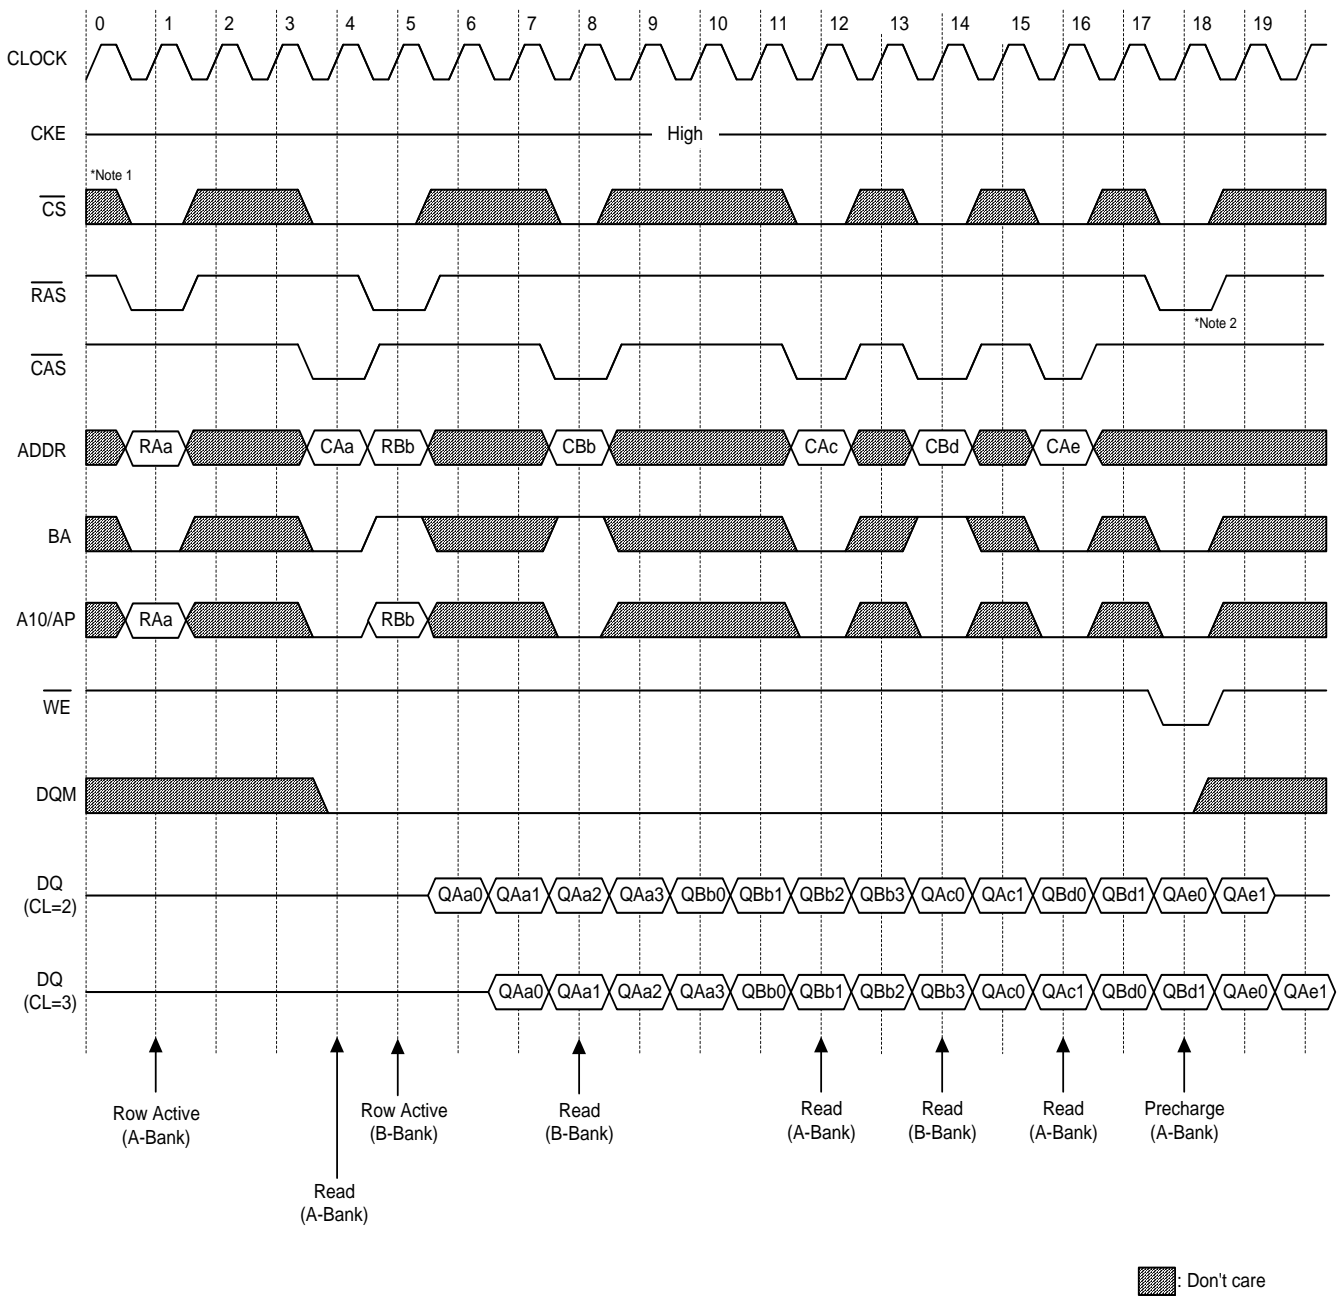 0 1 2 3 4 5 6 7 8 9 10 11 12 13 14 15 16 17 18 19
CLOCK
CKE High
*Note 1
CS
RAS
*Note 2
CAS
ADDR RAa CAa RBb CBb CAc CBd CAe
BA
A10/AP RAa RBb
WE
DQM
DQ
(CL=2)
QAa0 QAa1 QAa2 QAa3 QBb0 QBb1 QBb2 QBb3 QAc0 QAc1 QBd0 QBd1 QAe0 QAe1
DQ
(CL=3)
QAa0 QAa1 QAa2 QAa3 QBb0 QBb1 QBb2 QBb3 QAc0 QAc1 QBd0 QBd1 QAe0 QAe1
Row Active
(A-Bank)
Read
(A-Bank)
Row Active
(B-Bank)
Read
(B-Bank)
Read
(A-Bank)
Read
(B-Bank)
Read
(A-Bank)
Precharge
(A-Bank)
: Don't care